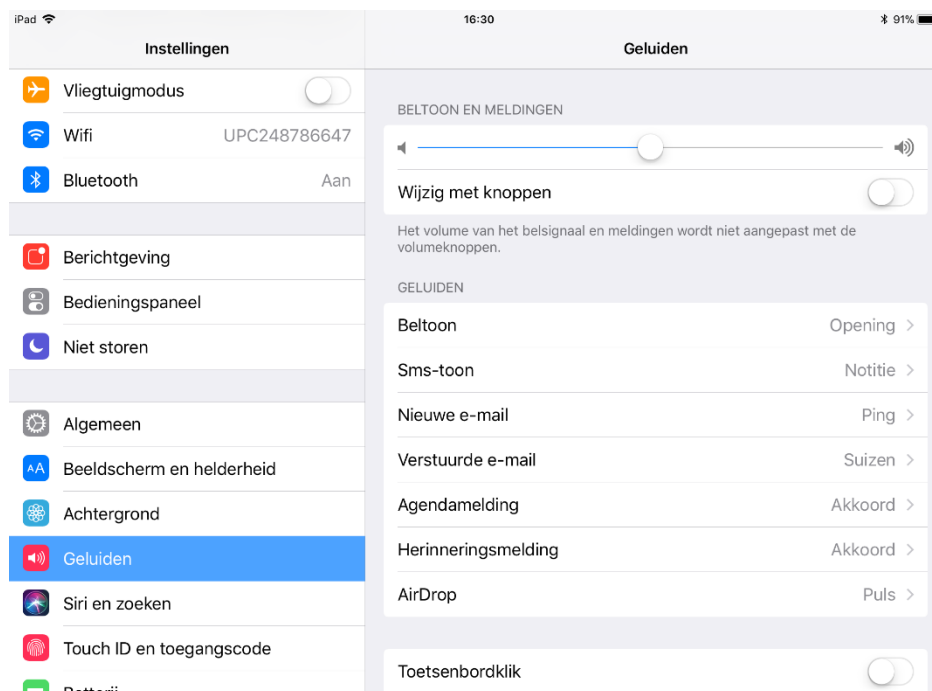 iPad
16:30
91%
Instellingen
Geluiden
Vliegtuigmodus
Wifi UPC248786647
Bluetooth Aan
Berichtgeving
Bedieningspaneel
Niet storen
Algemeen
AA Beeldscherm en helderheid
Achtergrond
Geluiden
Siri en zoeken
Touch ID en toegangscode
Batterij
BELTOON EN MELDINGEN
Wijzig met knoppen
Het volume van het belsignaal en meldingen wordt niet aangepast met de
volumeknoppen.
GELUIDEN
Beltoon Opening
Sms-toon Notitie
Nieuwe e-mail Ping
Verstuurde e-mail Suizen
Agendamelding Akkoord
Herinneringsmelding Akkoord
AirDrop Puls
Toetsenbordklik